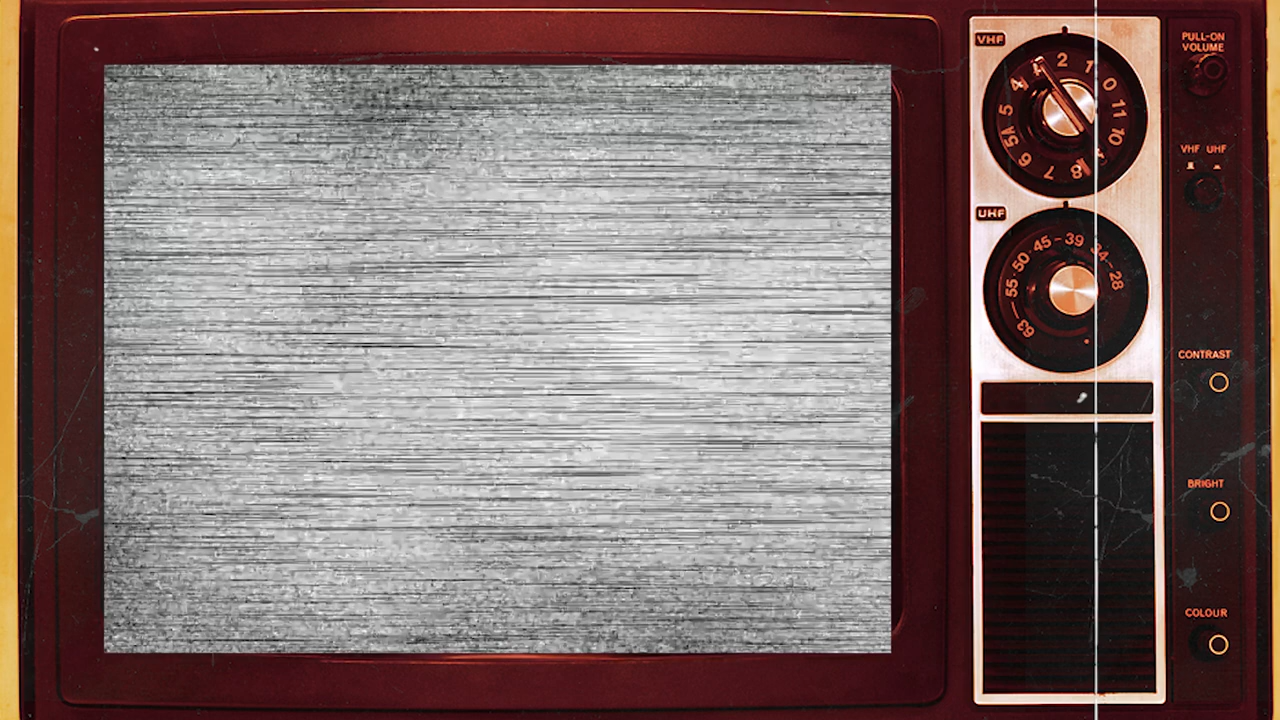 VHF
2 1 0 11 10 8 7 6 5A 5 4
PULL-ON
VOLUME
VHF UHF
UHF
63 55 50 45 39 34 28
CONTRAST
BRIGHT
COLOUR